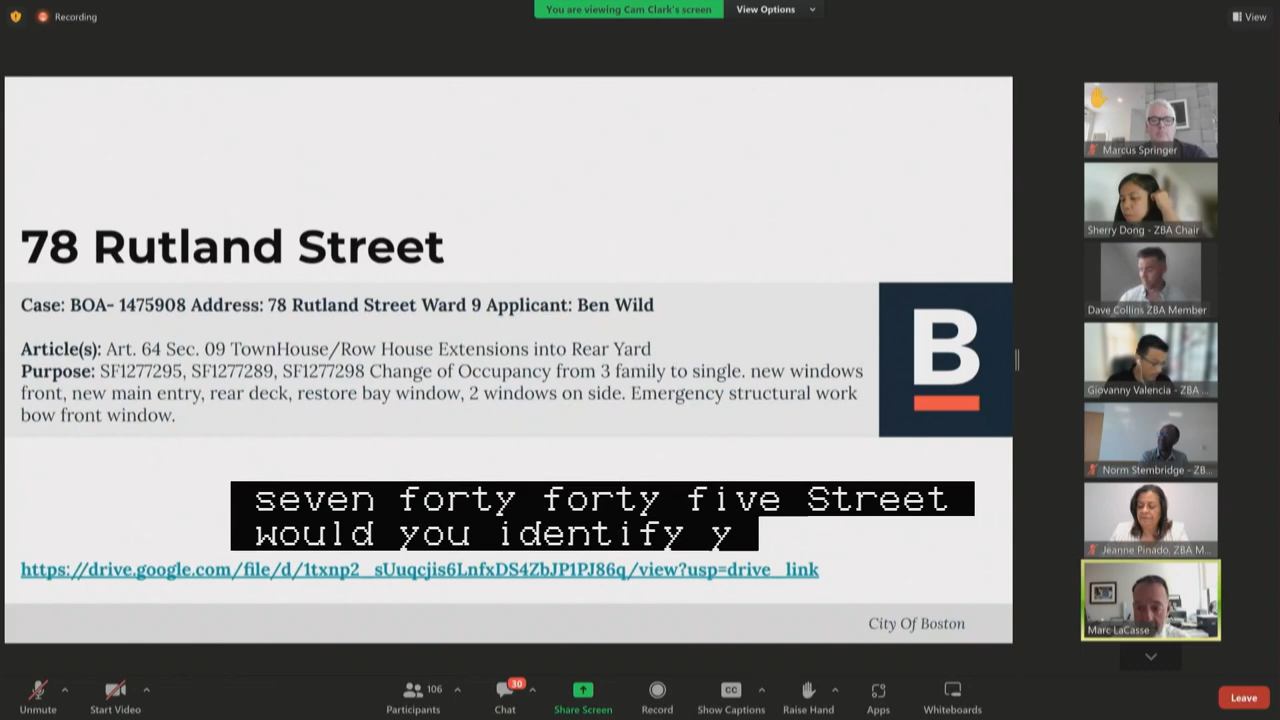 Recording
You are viewing Cam Clark's screen
View Options
View
78 Rutland Street
Case: BOA- 1475908 Address: 78 Rutland Street Ward 9 Applicant: Ben Wild
Article(s): Art. 64 Sec. 09 TownHouse/Row House Extensions into Rear Yard
Purpose: SF1277295, SF1277289, SF1277298 Change of Occupancy from 3 family to single. new windows
front, new main entry, rear deck, restore bay window, 2 windows on side. Emergency structural work
bow front window.
B
seven forty forty five Street
would you identify y
https://drive.google.com/file/d/1txnp2_sUuqcjis6LnfxDS4ZbJP1PJ86q/view?usp=drive_link
City Of Boston
Marcus Springer
Sherry Dong - ZBA Chair
Dave Collins ZBA Member
Giovanny Valencia - ZBA ...
Norm Stembridge - ZB...
Jeanne Pinado, ZBA M...
Marc LaCasse
Unmute
Start Video
106
Participants
30
Chat
Share Screen
Record
CC
Show Captions
Raise Hand
Apps
Whiteboards
Leave